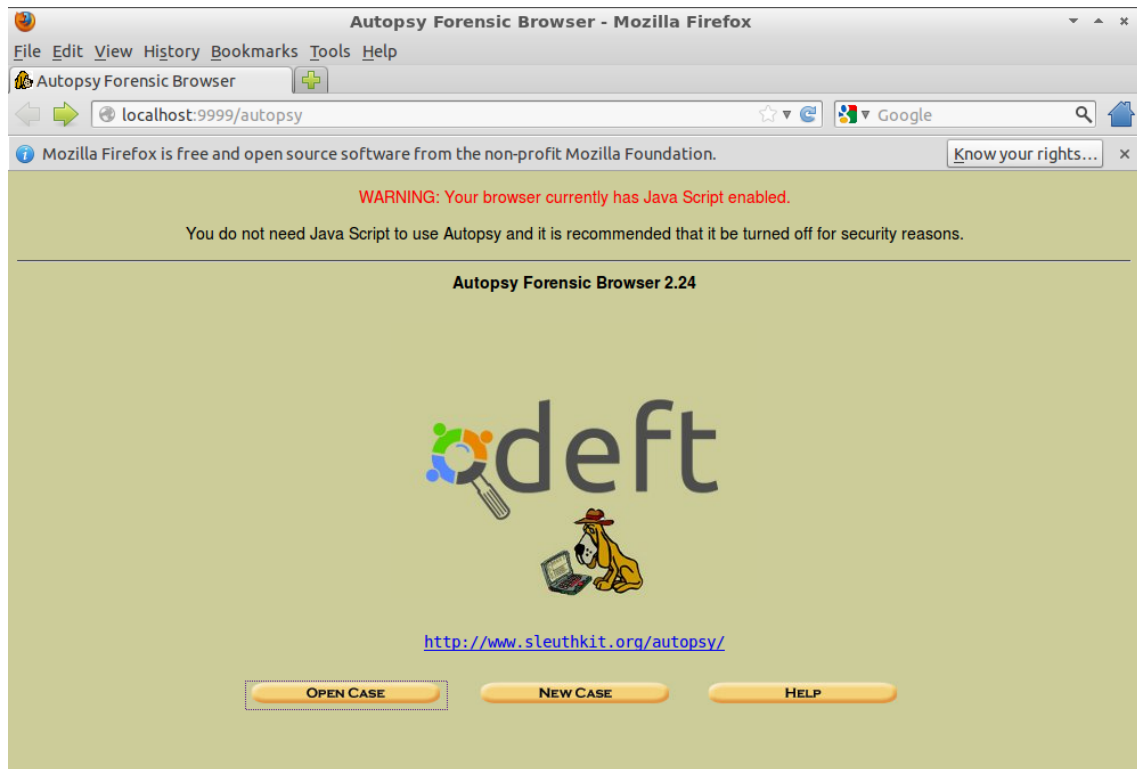 Autopsy Forensic Browser - Mozilla Firefox
File Edit View History Bookmarks Tools Help
Autopsy Forensic Browser
localhost:9999/autopsy
Google
Mozilla Firefox is free and open source software from the non-profit Mozilla Foundation.
Know your rights...
WARNING: Your browser currently has Java Script enabled.
You do not need Java Script to use Autopsy and it is recommended that it be turned off for security reasons.
Autopsy Forensic Browser 2.24
deft
http://www.sleuthkit.org/autopsy/
OPEN CASE
NEW CASE
HELP